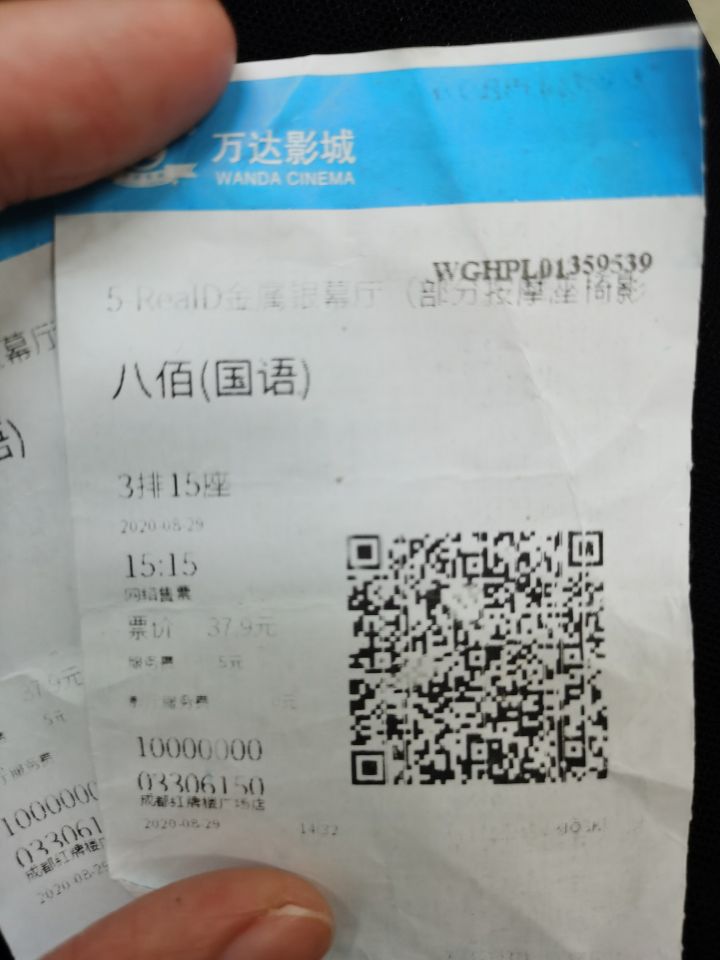 万达影城
WANDA CINEMA
WGHPL01359539
5-RealD金属银幕厅 (部分按摩座椅影
八佰(国语)
3排15座
2020-08-29
15:15
网络售票
票价 37.9元
服务费 5元
影厅服务费 0元
10000000
03306150
成都红牌楼广场店
2020-08-29 14:32
幕厅
语)
37.9元
5元
厅服务费
1000000
033061
成都红牌楼
2020-08-29